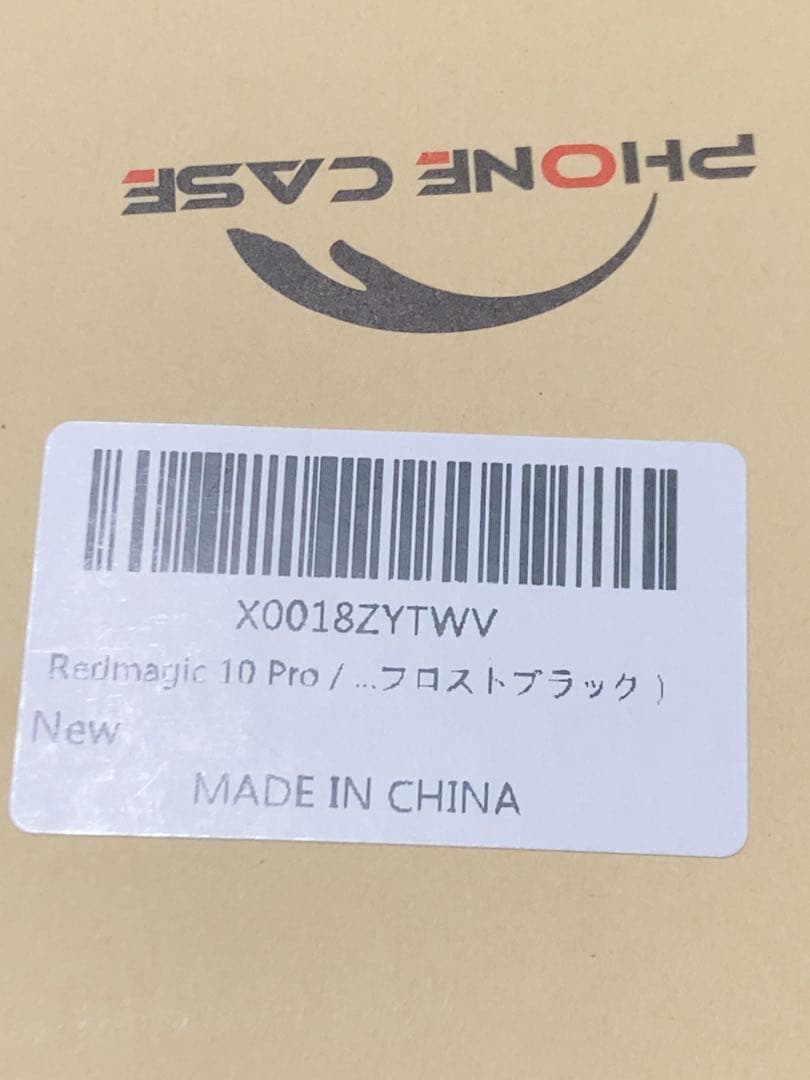 PHONE CASE
X0018ZYTWV
Redmagic 10 Pro / ...フロストブラック )
New
MADE IN CHINA